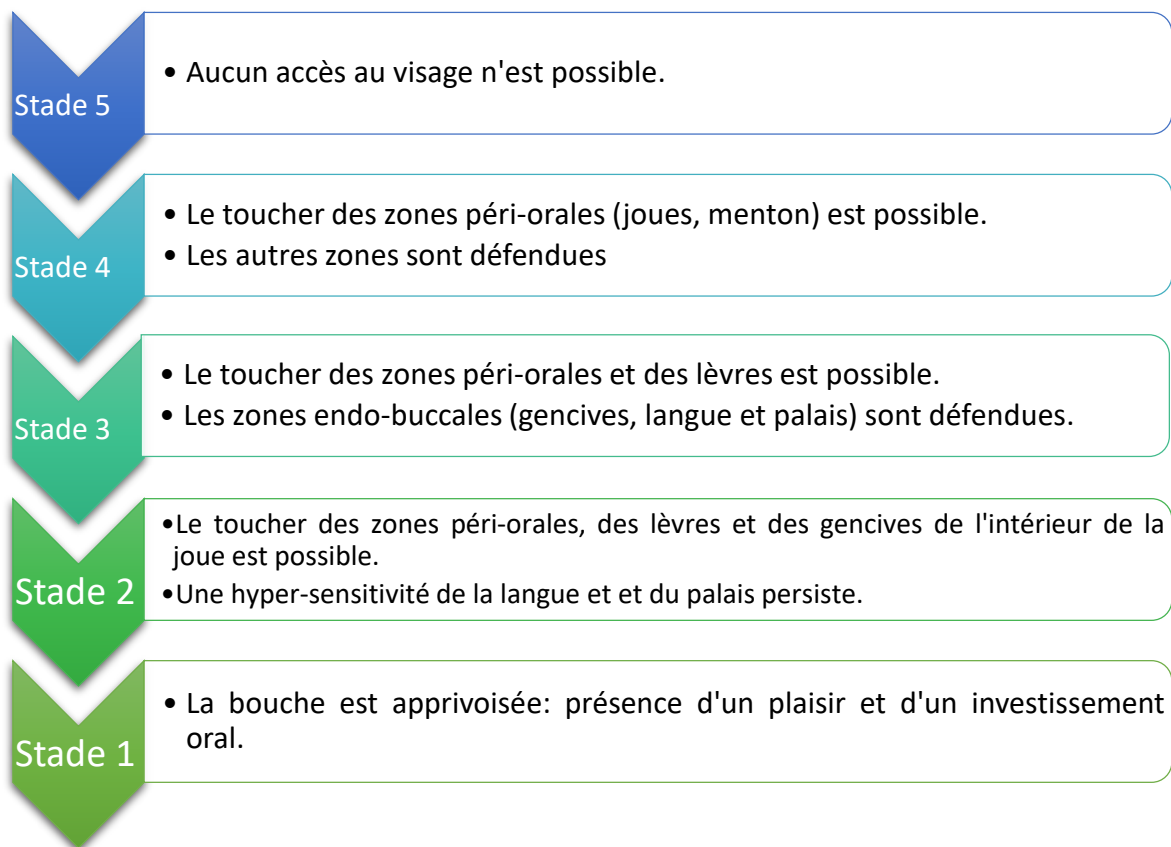 Stade 5
• Aucun accès au visage n'est possible.
Stade 4
• Le toucher des zones péri-orales (joues, menton) est possible.
• Les autres zones sont défendues
Stade 3
• Le toucher des zones péri-orales et des lèvres est possible.
• Les zones endo-buccales (gencives, langue et palais) sont défendues.
Stade 2
•Le toucher des zones péri-orales, des lèvres et des gencives de l'intérieur de la
joue est possible.
•Une hyper-sensitivité de la langue et et du palais persiste.
Stade 1
• La bouche est apprivoisée: présence d'un plaisir et d'un investissement
oral.